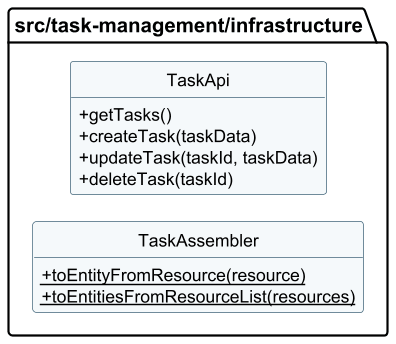 src/task-management/infrastructure
TaskApi
+getTasks()
+createTask(taskData)
+updateTask(taskId, taskData)
+deleteTask(taskId)
TaskAssembler
+toEntityFromResource(resource)
+toEntitiesFromResourceList(resources)